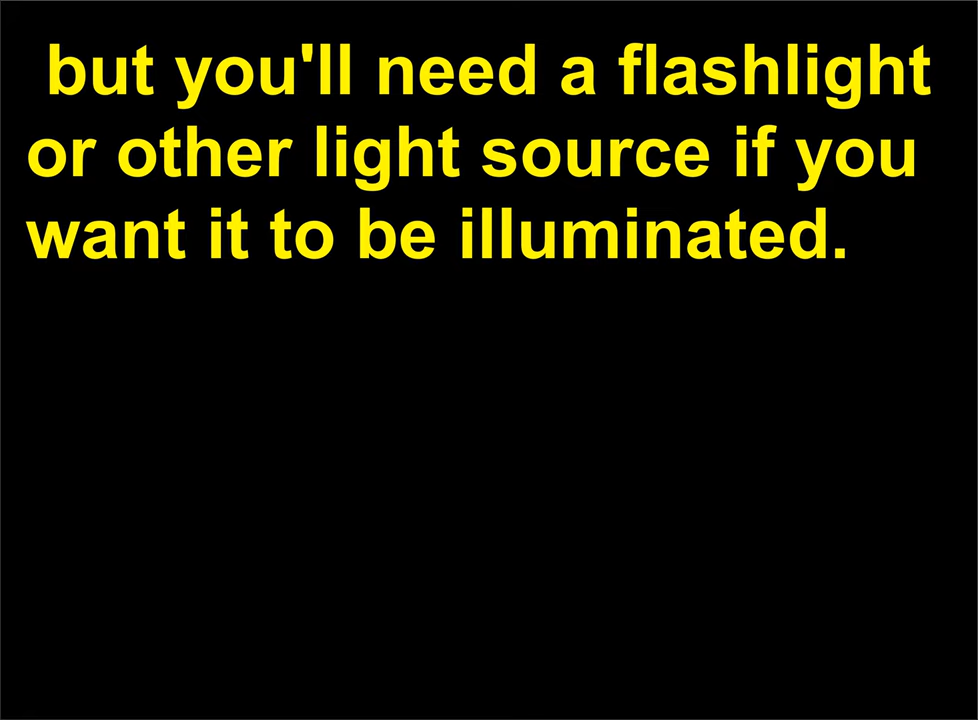 but you'll need a flashlight
or other light source if you
want it to be illuminated.